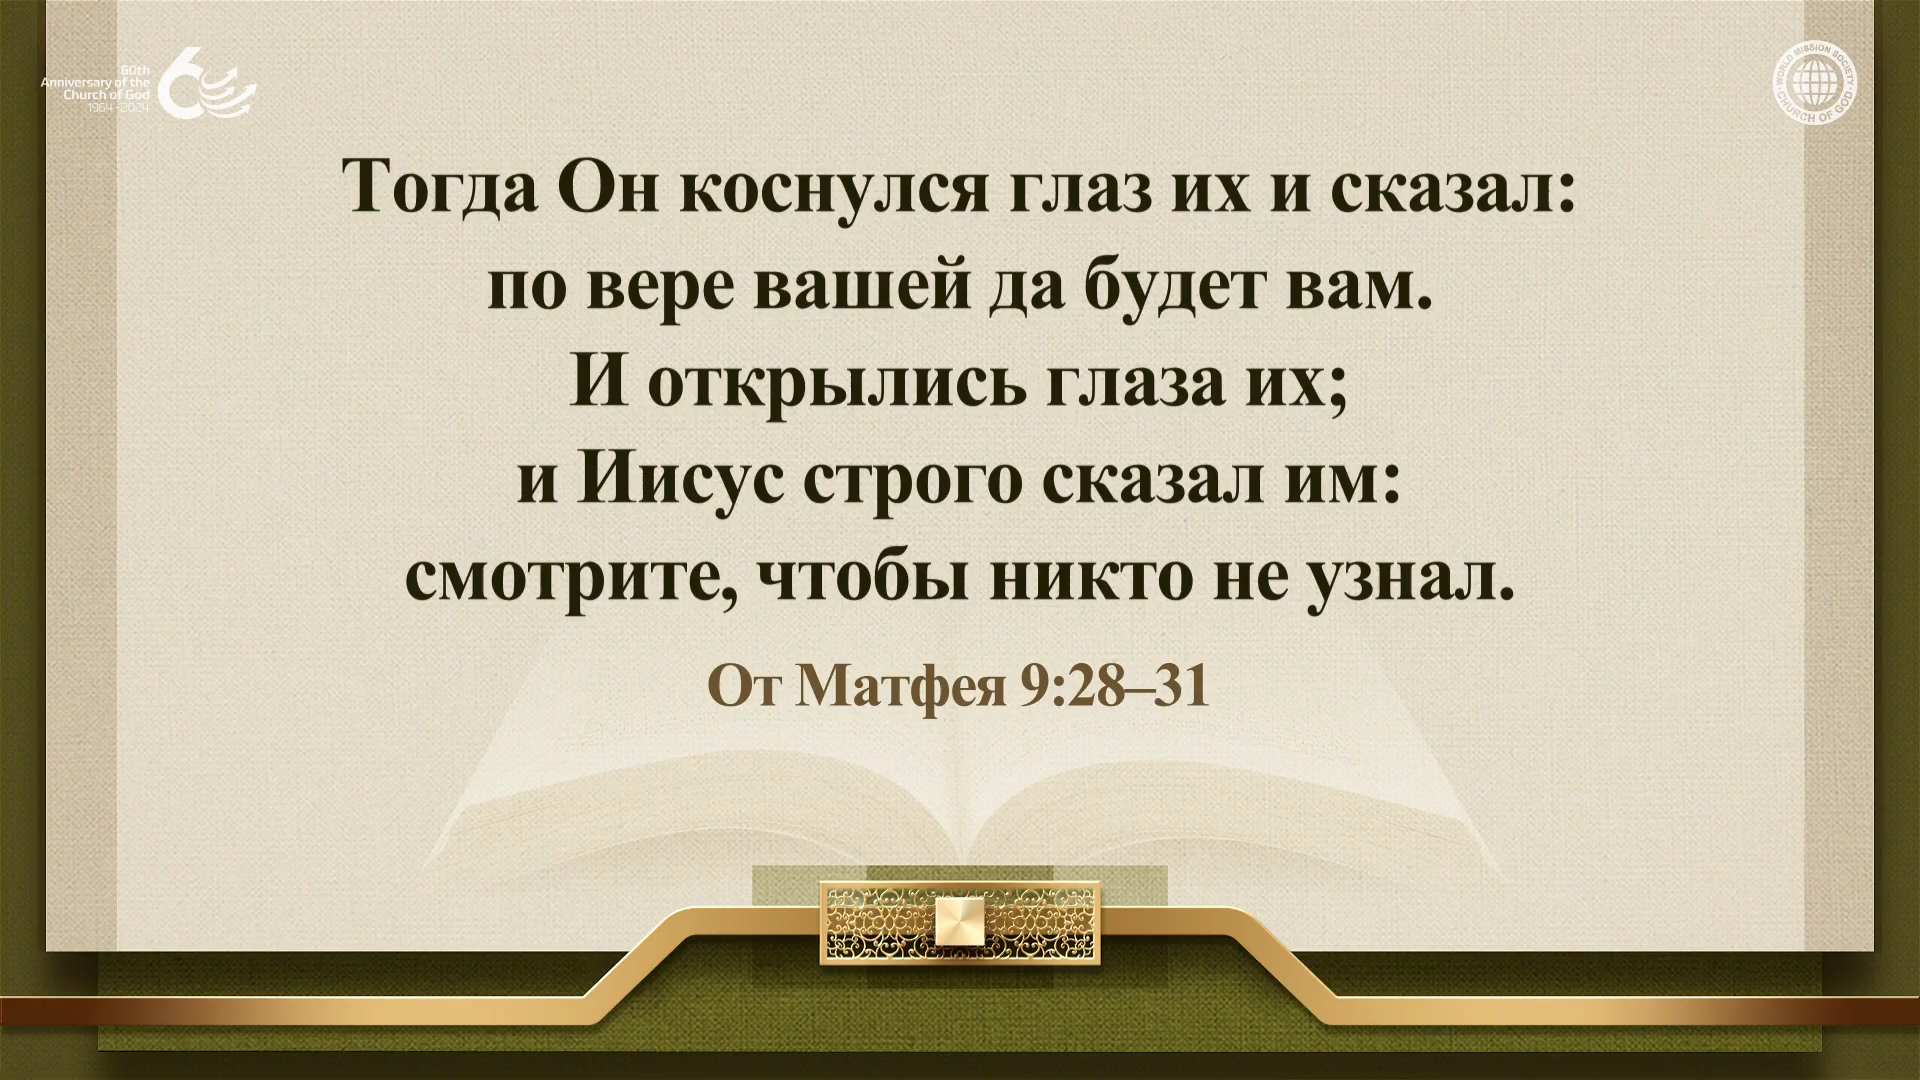 60th
Anniversary of the
Church of God
1964-2024
60
WORLD MISSION SOCIETY
CHURCH OF GOD
Тогда Он коснулся глаз их и сказал:
по вере вашей да будет вам.
И открылись глаза их;
и Иисус строго сказал им:
смотрите, чтобы никто не узнал.
От Матфея 9:28–31